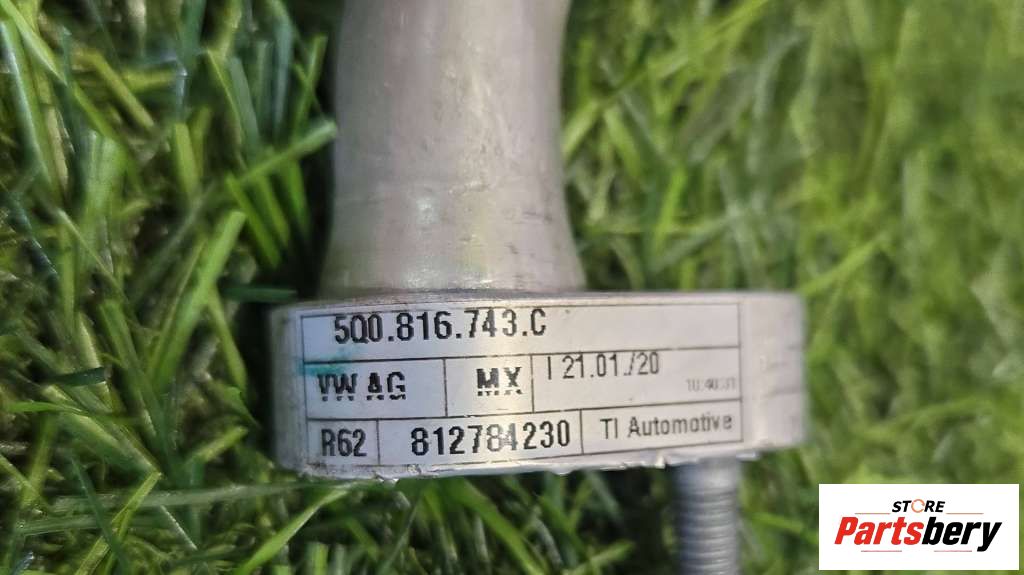 5Q0.816.743.C
VW AG MX I 21.01./20
R62 812784230 TI Automotive
STORE
Partsbery